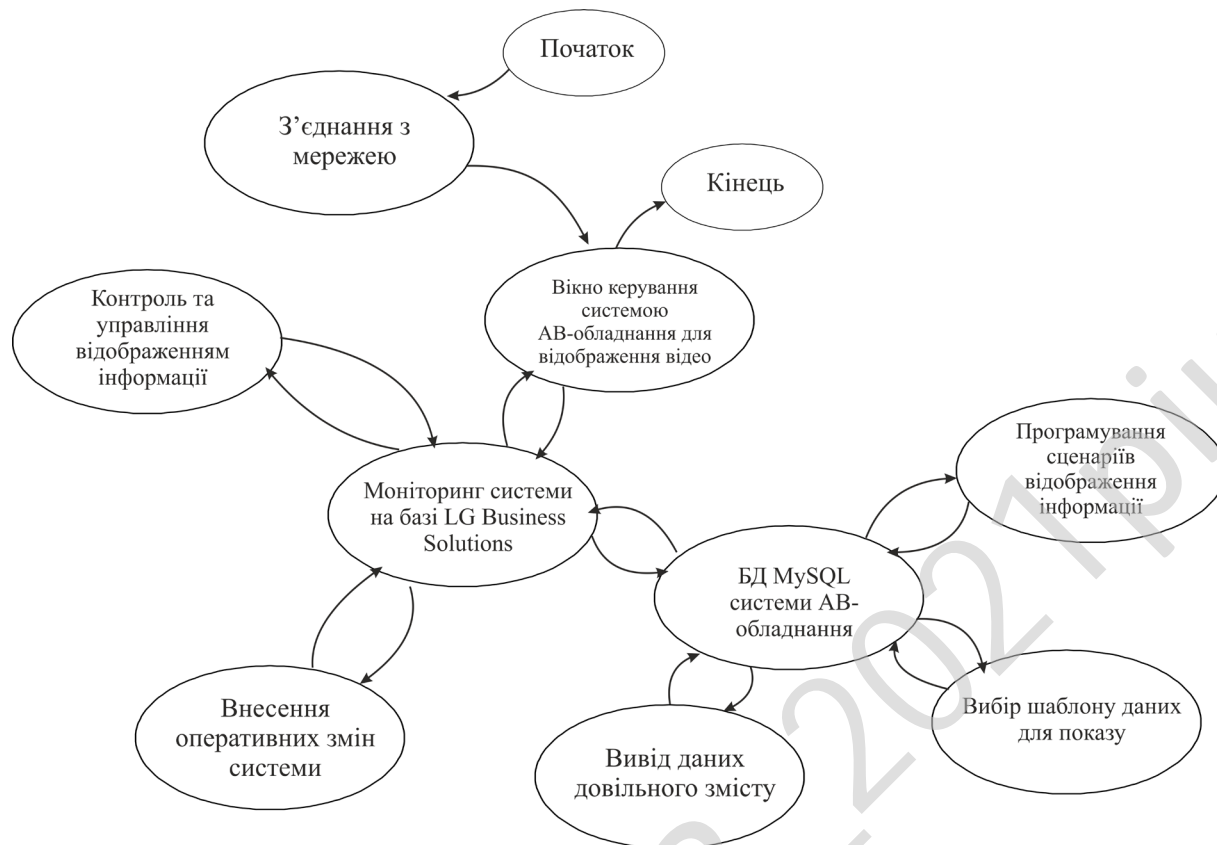 Початок
З’єднання з
мережею
Кінець
Вікно керування
системою
АВ-обладнання для
відображення відео
Контроль та
управління
відображенням
інформації
Моніторинг системи
на базі LG Business
Solutions
Програмування
сценаріїв
відображення
інформації
БД MySQL
системи АВ-
обладнання
Внесення
оперативних змін
системи
Вивід даних
довільного змісту
Вибір шаблону даних
для показу
2021